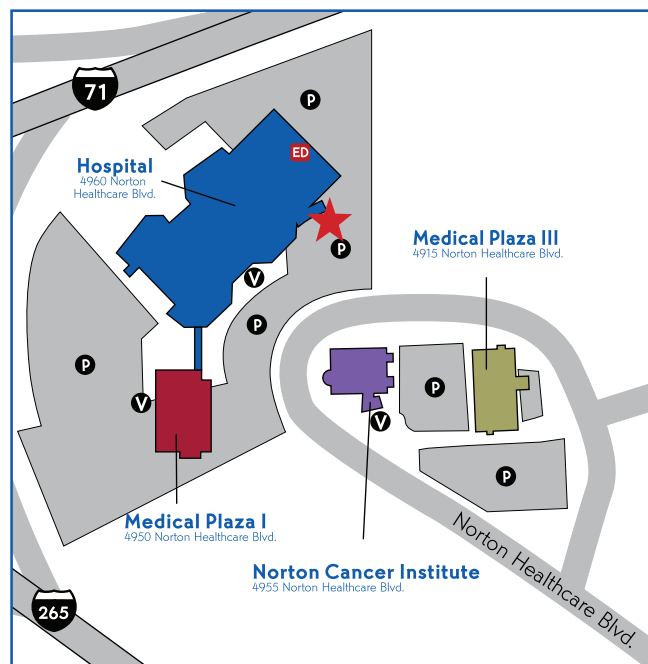 71
P
ED
Hospital
4960 Norton
Healthcare Blvd.
P
Medical Plaza III
4915 Norton Healthcare Blvd.
V
P
P
P
V
V
P
Medical Plaza I
4950 Norton Healthcare Blvd.
Norton Cancer Institute
4955 Norton Healthcare Blvd.
Norton Healthcare Blvd.
265